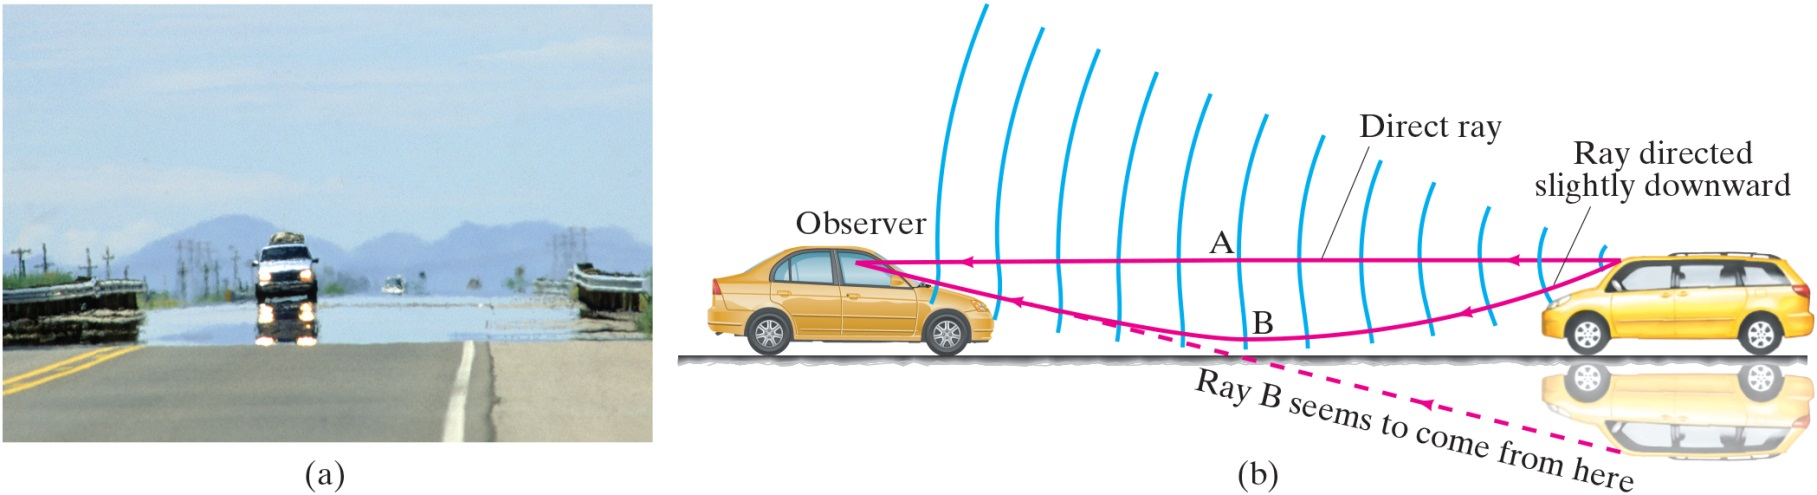 Direct ray
Ray directed
slightly downward
Observer
A
B
Ray B seems to come from here
(a)
(b)